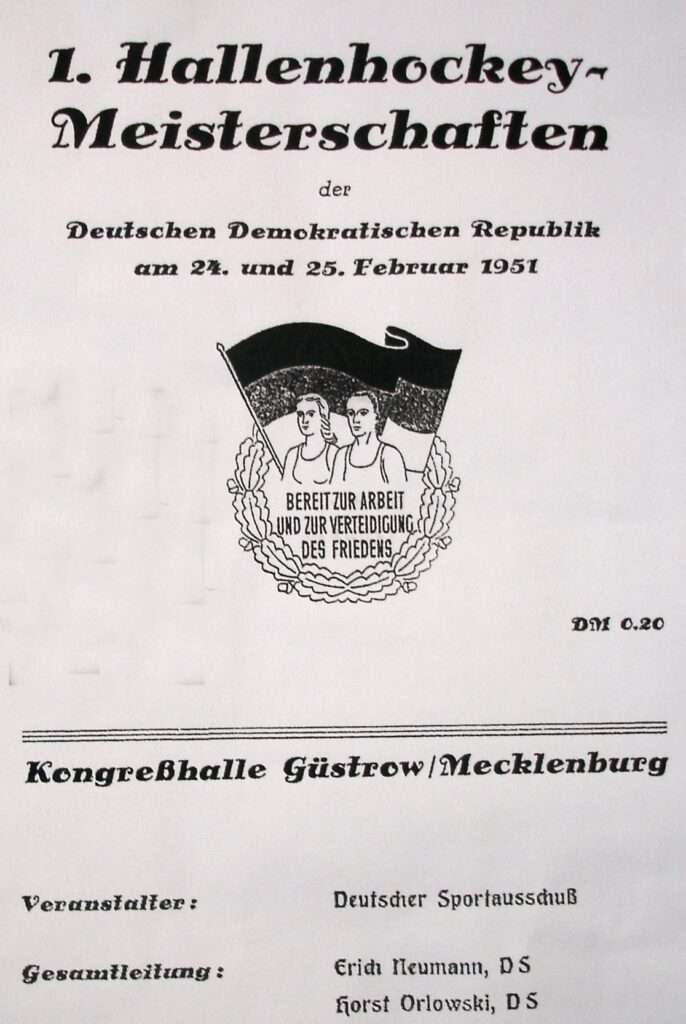 1. Hallenhockey-
Meisterschaften
der
Deutschen Demokratischen Republik
am 24. und 25. Februar 1951
BEREIT ZUR ARBEIT
UND ZUR VERTEIDIGUNG
DES FRIEDENS
DM 0.20
Kongreßhalle Güstrow/Mecklenburg
Veranstalter: Deutscher Sportausschuß
Gesamtleitung: Erich Neumann, DS
Horst Orlowski, DS